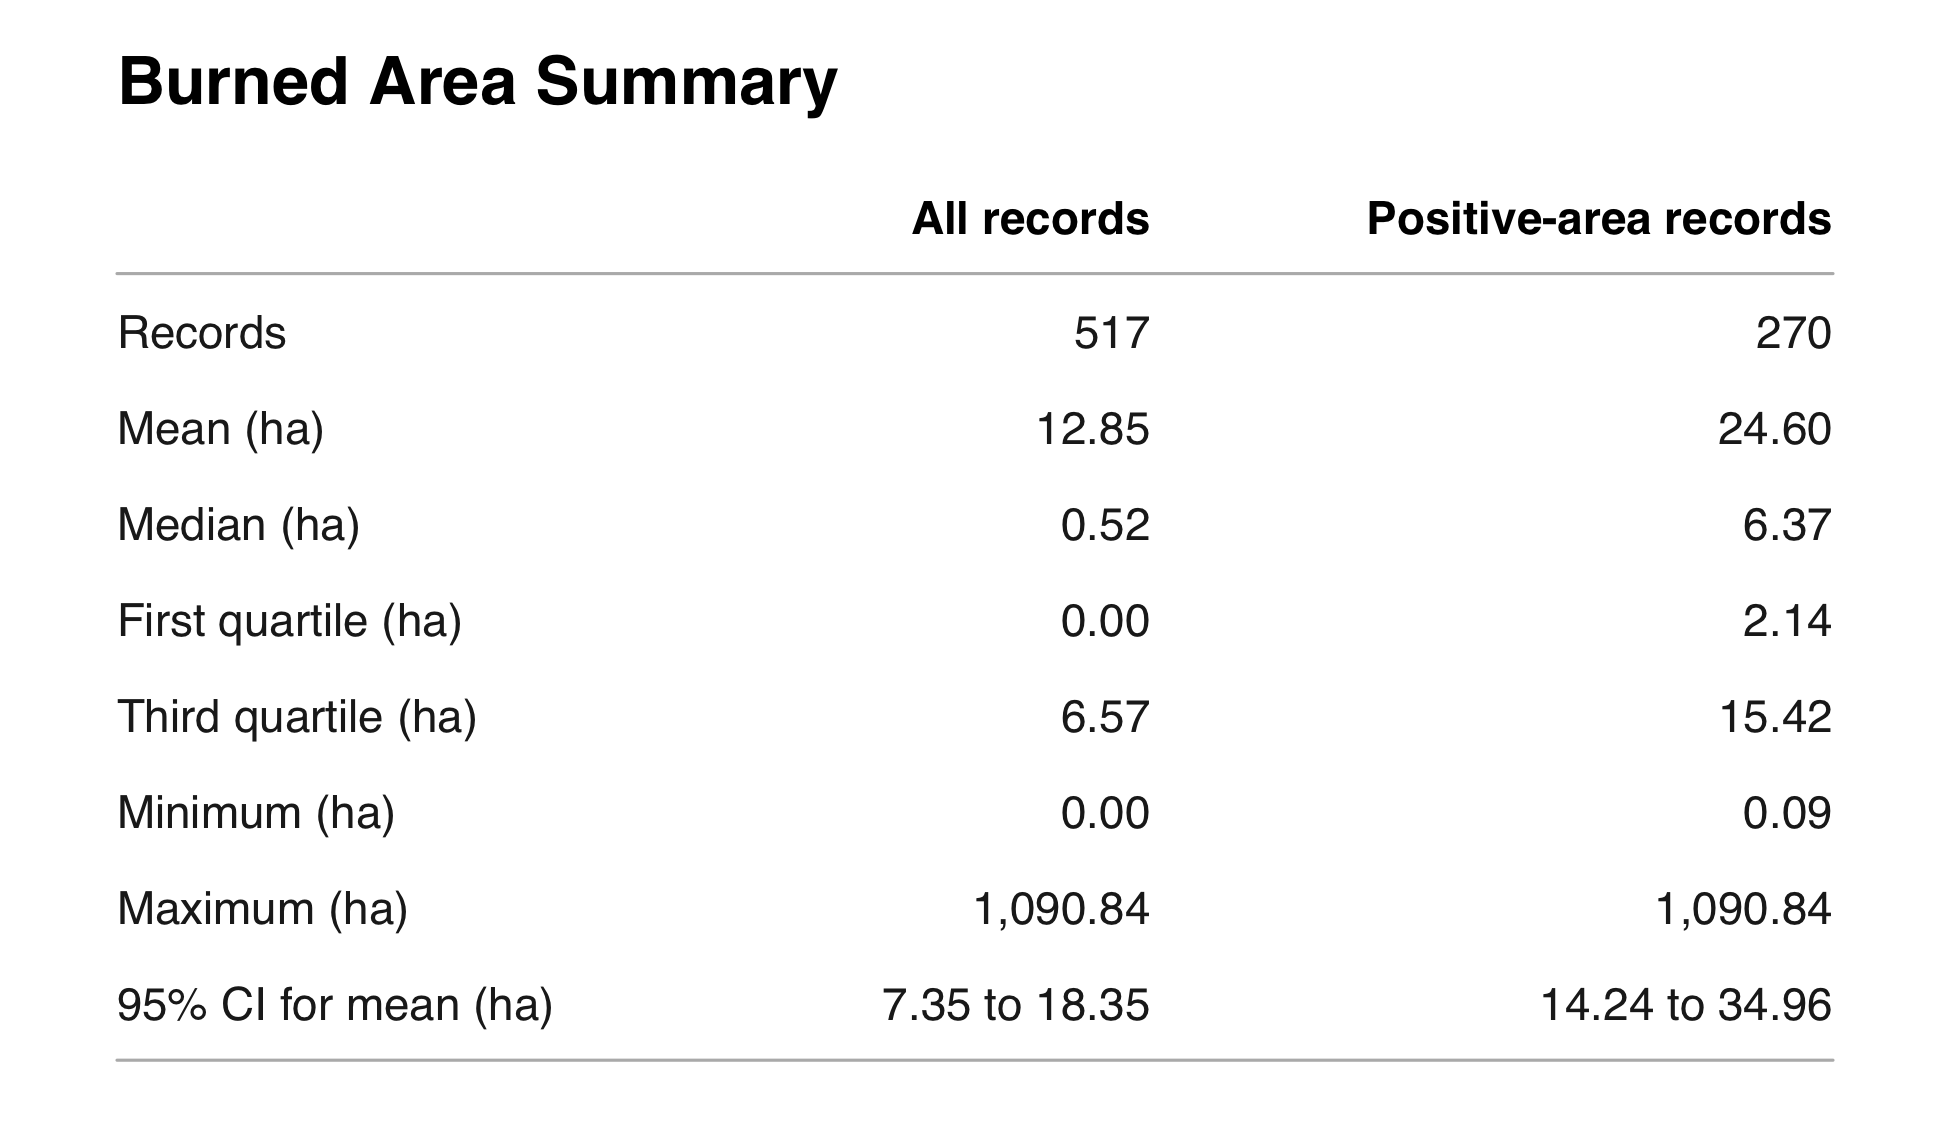 Burned Area Summary
All records Positive-area records
Records 517 270
Mean (ha) 12.85 24.60
Median (ha) 0.52 6.37
First quartile (ha) 0.00 2.14
Third quartile (ha) 6.57 15.42
Minimum (ha) 0.00 0.09
Maximum (ha) 1,090.84 1,090.84
95% CI for mean (ha) 7.35 to 18.35 14.24 to 34.96